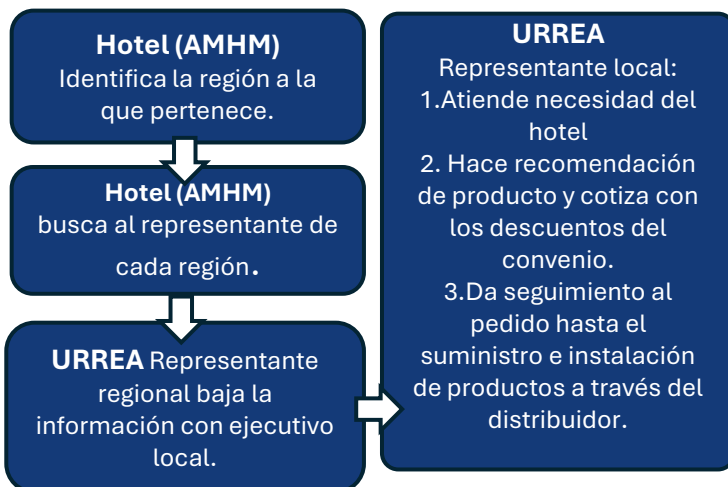 Hotel (AMHM)
Identifica la región a la
que pertenece.
Hotel (AMHM)
busca al representante de
cada región.
URREA Representante
regional baja la
información con ejecutivo
local.
URREA
Representante local:
1.Atiende necesidad del
hotel
2. Hace recomendación
de producto y cotiza con
los descuentos del
convenio.
3.Da seguimiento al
pedido hasta el
suministro e instalación
de productos a través del
distribuidor.